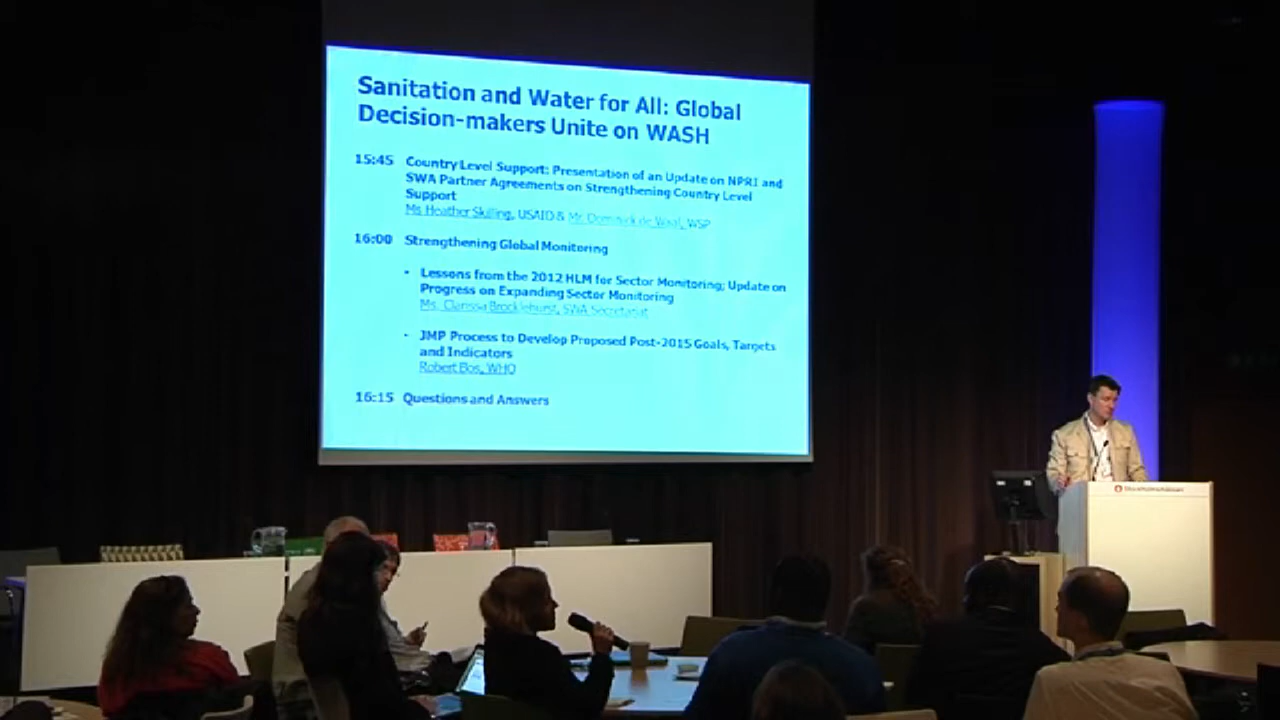 Sanitation and Water for All: Global
Decision-makers Unite on WASH
15:45 Country Level Support: Presentation of an Update on NPRI and
SWA Partner Agreements on Strengthening Country Level
Support
Ms Heather Skilling, USAID & Mr. Dominick de Waal, WSP
16:00 Strengthening Global Monitoring
• Lessons from the 2012 HLM for Sector Monitoring; Update on
Progress on Expanding Sector Monitoring
Ms. Clarissa Brocklehurst, SWA Secretariat
• JMP Process to Develop Proposed Post-2015 Goals, Targets
and Indicators
Robert Bos, WHO
16:15 Questions and Answers